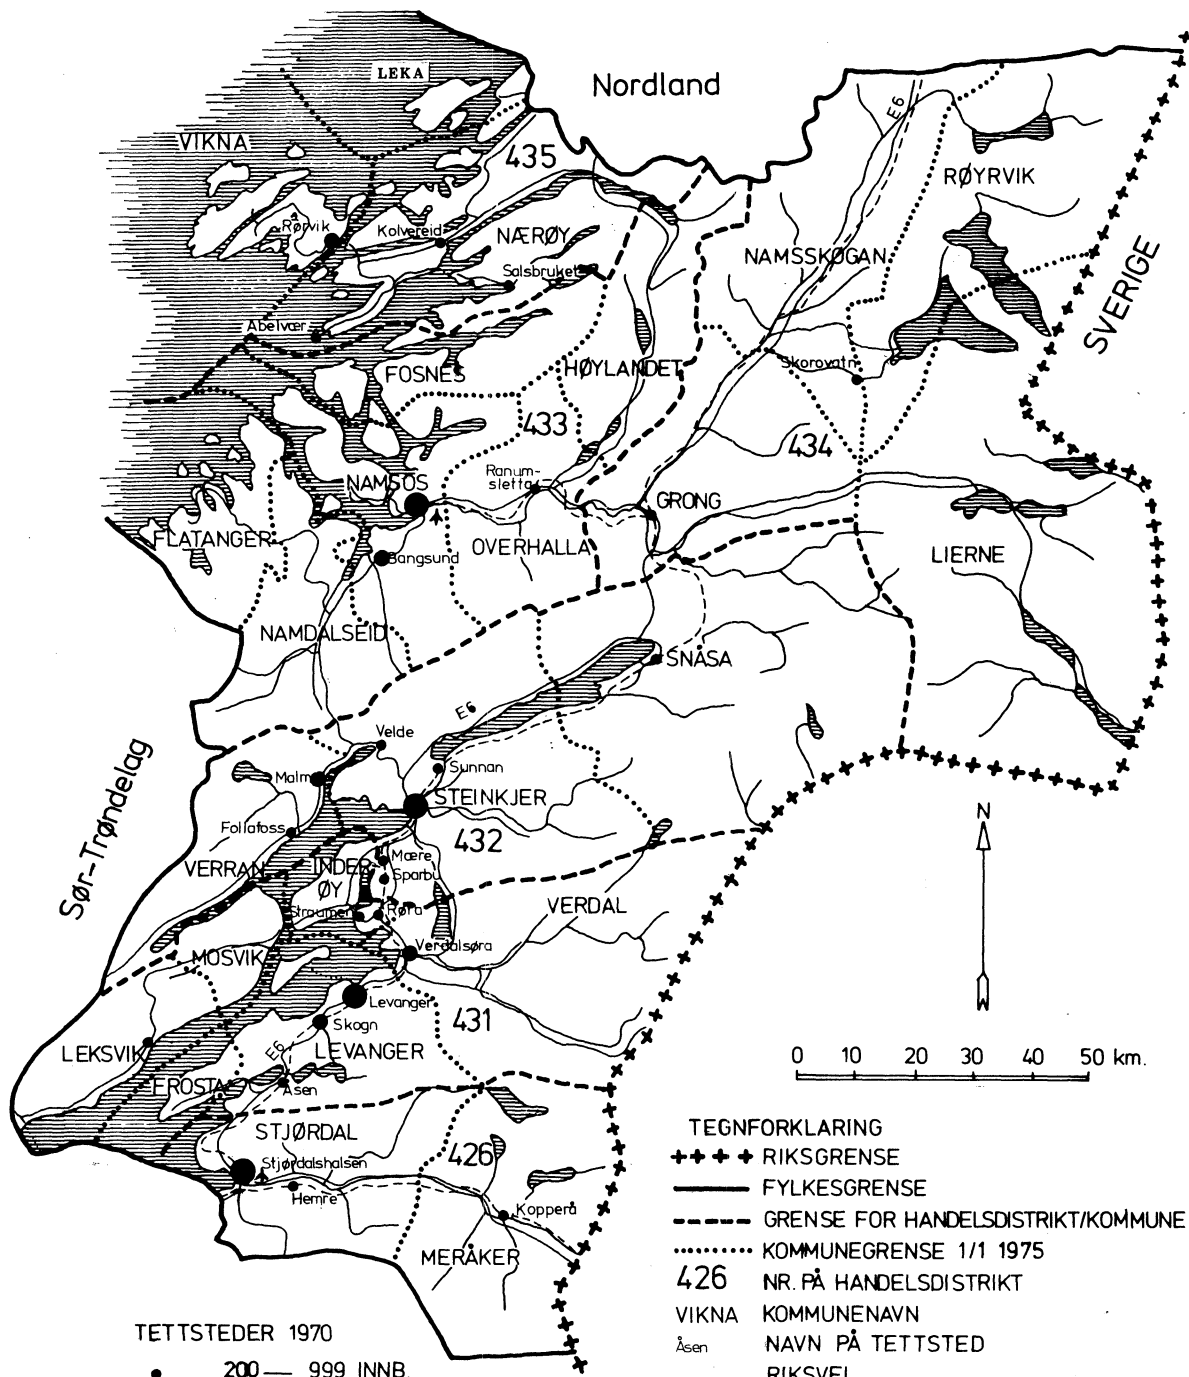 LEKA
Nordland
E6
VIKNA
435
RØYRVIK
Rørvik
Kolvereid
NÆRØY
NAMSSKOGAN
Salsbruket
SVERIGE
Abelvær
FOSNES
HØYLANDET
Skorovatn
433
434
Ranum-
sletta
NAMSOS
GRONG
FLATANGER
OVERHALLA
LIERNE
Bangsund
NAMDALSEID
SNÅSA
E6
Velde
Sør-Trøndelag
Malm
Sunnan
STEINKJER
N
Follafoss
432
VERRAN
INDER-
ØY
Mære
Sparbu
Straumen
Røra
VERDAL
MOSVIK
Verdalsøra
Levanger
Skogn
431
LEKSVIK
E6
LEVANGER
0 10 20 30 40 50 km.
FROSTA
Åsen
STJØRDAL
TEGNFORKLARING
426
RIKSGRENSE
Stjørdalshalsen
Hemre
FYLKESGRENSE
Kopperå
GRENSE FOR HANDELSDISTRIKT/KOMMUNE
MERÅKER
KOMMUNEGRENSE 1/1 1975
426 NR. PÅ HANDELSDISTRIKT
VIKNA KOMMUNENAVN
TETTSTEDER 1970
Åsen NAVN PÅ TETTSTED
200 — 999 INNB.
RIKSVEI